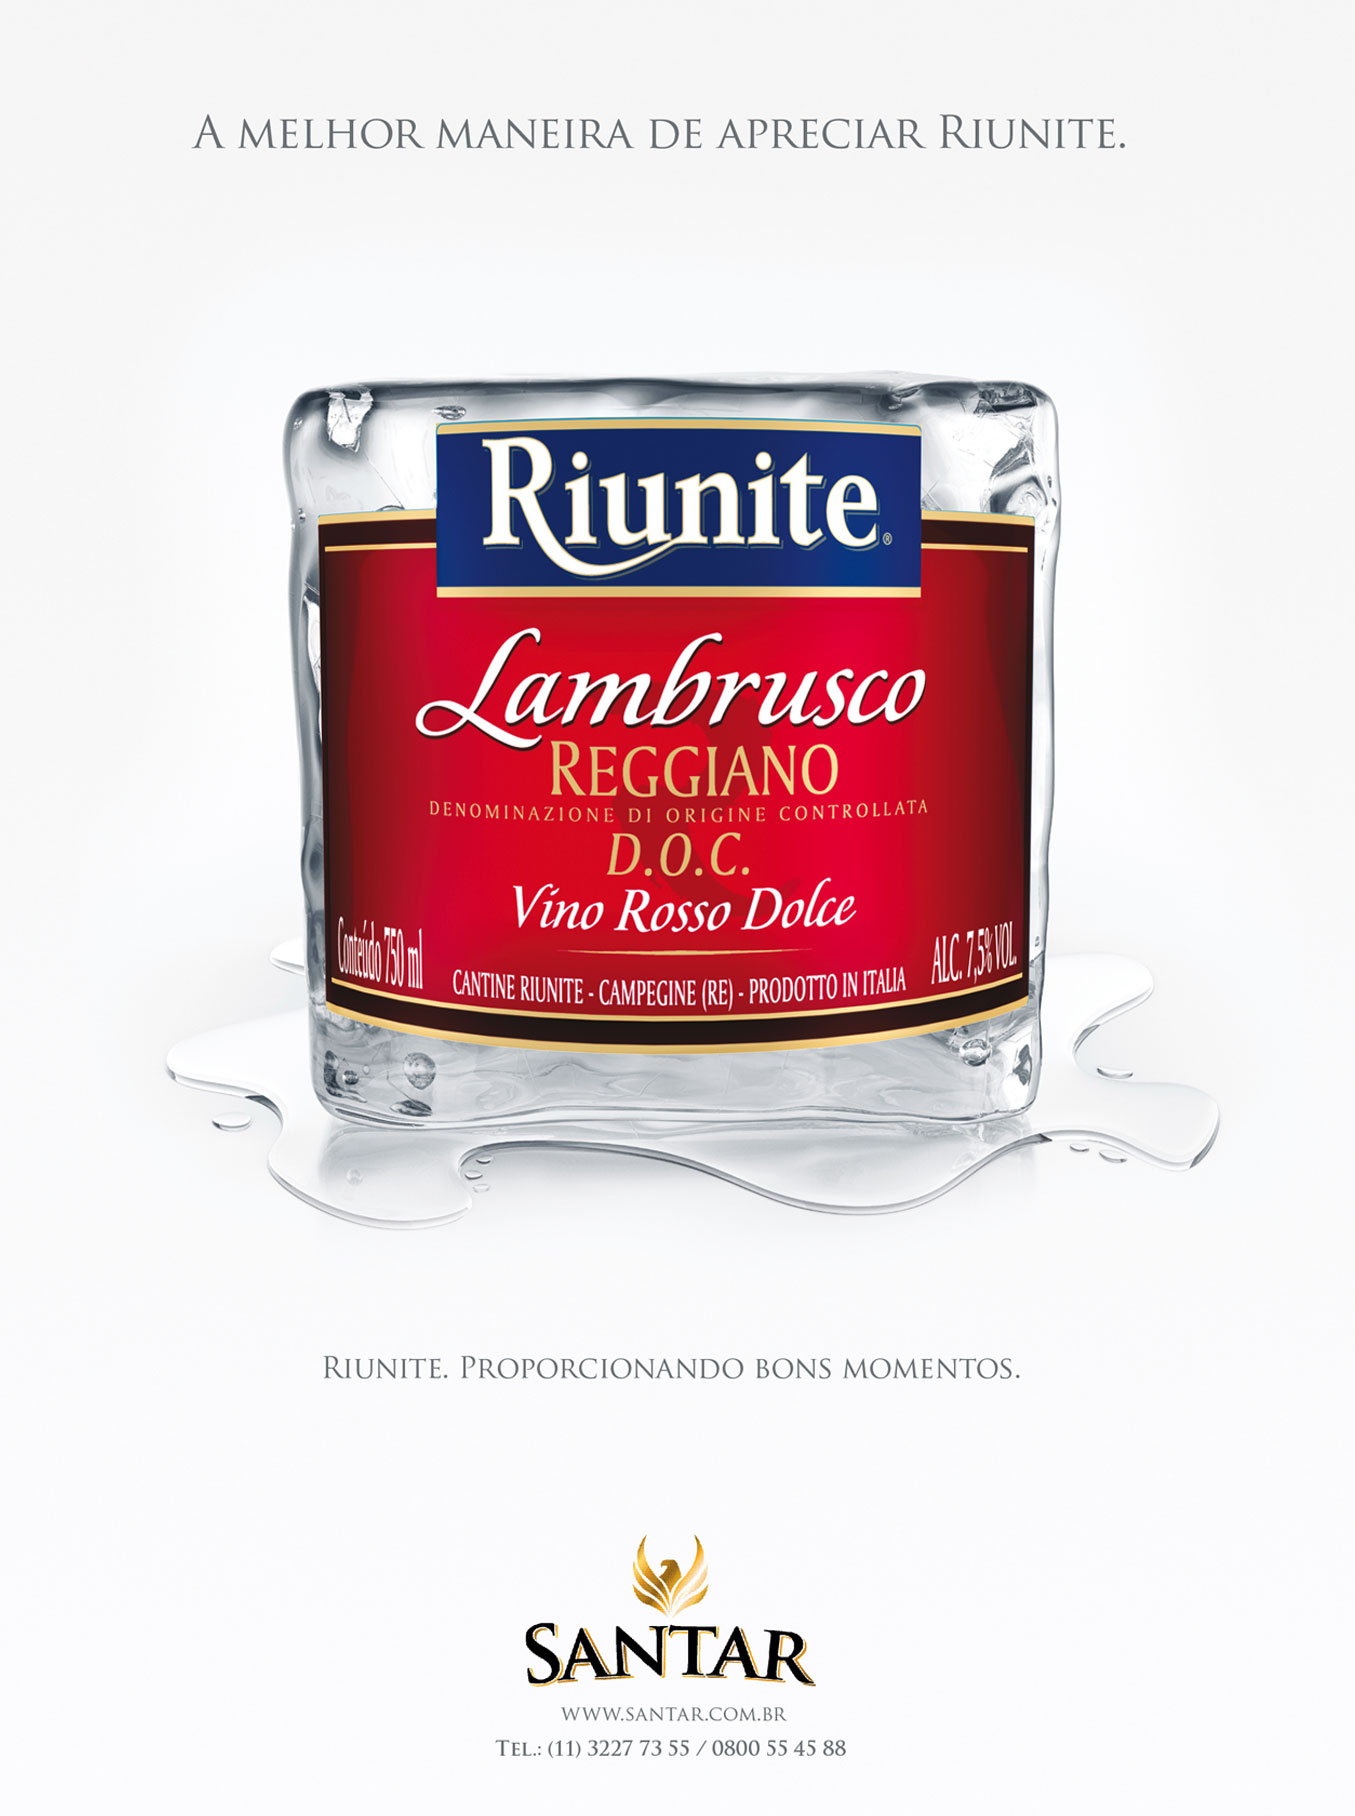 A MELHOR MANEIRA DE APRECIAR RIUNITE.
Riunite®
Lambrusco
REGGIANO
DENOMINAZIONE DI ORIGINE CONTROLLATA
D.O.C.
Vino Rosso Dolce
Conteúdo 750 ml
CANTINE RIUNITE - CAMPEGINE (RE) - PRODOTTO IN ITALIA
ALC. 7,5% VOL.
RIUNITE. PROPORCIONANDO BONS MOMENTOS.
SANTAR
WWW.SANTAR.COM.BR
TEL.: (11) 3227 73 55 / 0800 55 45 88